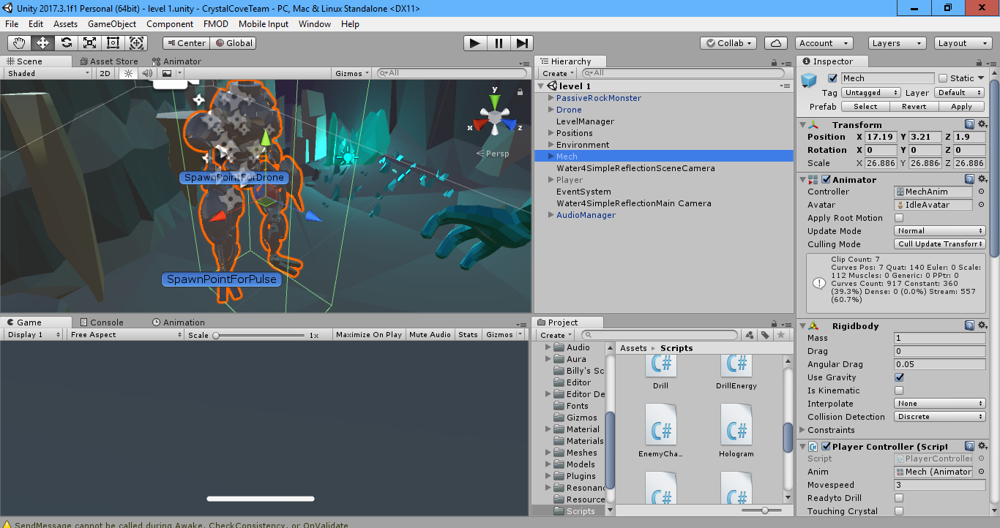 Unity 2017.3.1f1 Personal (64bit) - level 1.unity - CrystalCoveTeam - PC, Mac & Linux Standalone <DX11>
File Edit Assets GameObject Component FMOD Mobile Input Window Help
Center Global Collab Account Layers Layout
Scene Asset Store Animator
Shaded 2D Gizmos All
y
x
z
Persp
SpawnPointForDrone
SpawnPointForPulse
Hierarchy
Create All
level 1
PassiveRockMonster
Drone
LevelManager
Positions
Environment
Mech
Water4SimpleReflectionSceneCamera
Player
EventSystem
Water4SimpleReflectionMain Camera
AudioManager
Game Console Animation
Display 1 Free Aspect Scale 1x Maximize On Play Mute Audio Stats Gizmos
Project
Create
Audio
Aura
Billy's Sc
Editor
Editor De
Fonts
Gizmos
Material
Materials
Meshes
Models
Plugins
Resonanc
Resource
Scripts
Assets Scripts
Drill DrillEnergy
C# C#
EnemyCha... Hologram
Inspector
Mech Static
Tag Untagged Layer Default
Prefab Select Revert Apply
Transform
Position X 17.19 Y 3.21 Z 1.9
Rotation X 0 Y 0 Z 0
Scale X 26.886 Y 26.886 Z 26.886
Animator
Controller MechAnim
Avatar IdleAvatar
Apply Root Motion
Update Mode Normal
Culling Mode Cull Update Transforr
Clip Count: 7
Curves Pos: 7 Quat: 140 Euler: 0 Scale:
112 Muscles: 0 Generic: 0 PPtr: 0
Curves Count: 917 Constant: 360
(39.3%) Dense: 0 (0.0%) Stream: 557
(60.7%)
Rigidbody
Mass 1
Drag 0
Angular Drag 0.05
Use Gravity
Is Kinematic
Interpolate None
Collision Detection Discrete
Constraints
Player Controller (Script
Script PlayerController
Anim Mech (Animator
Movespeed 3
Readyto Drill
Touching Crystal
SendMessage cannot be called during Awake, CheckConsistency, or OnValidate